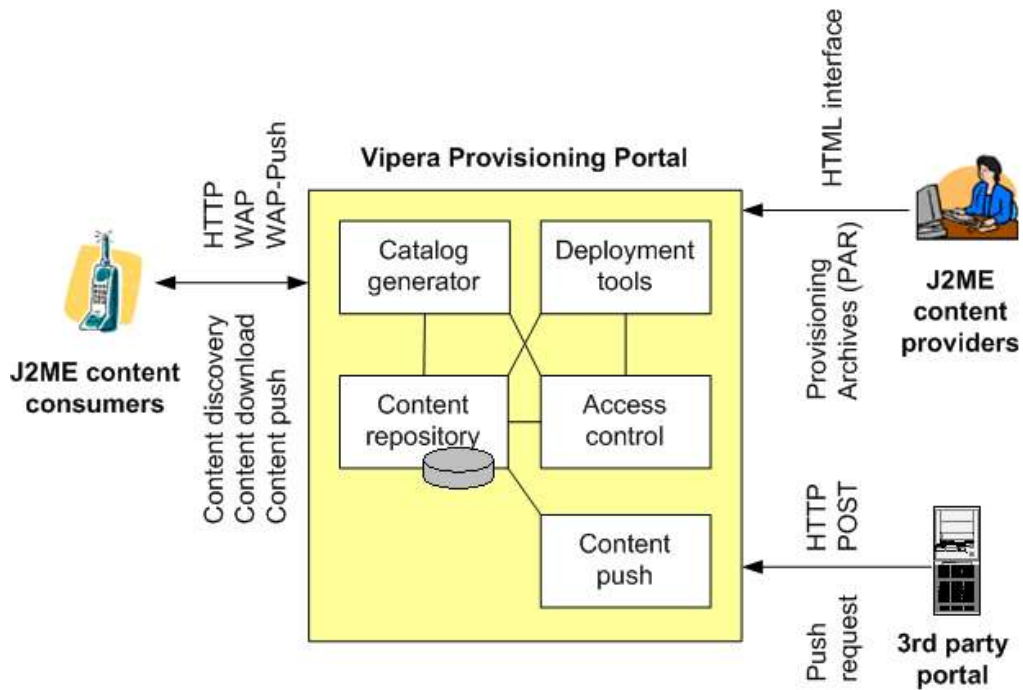 Vipera Provisioning Portal
HTTP
WAP
WAP-Push
J2ME content
consumers
Content discovery
Content download
Content push
Catalog
generator
Deployment
tools
Content
repository
Access
control
Content
push
HTML interface
Provisioning
Archives (PAR)
J2ME
content
providers
HTTP
POST
Push
request
3rd party
portal